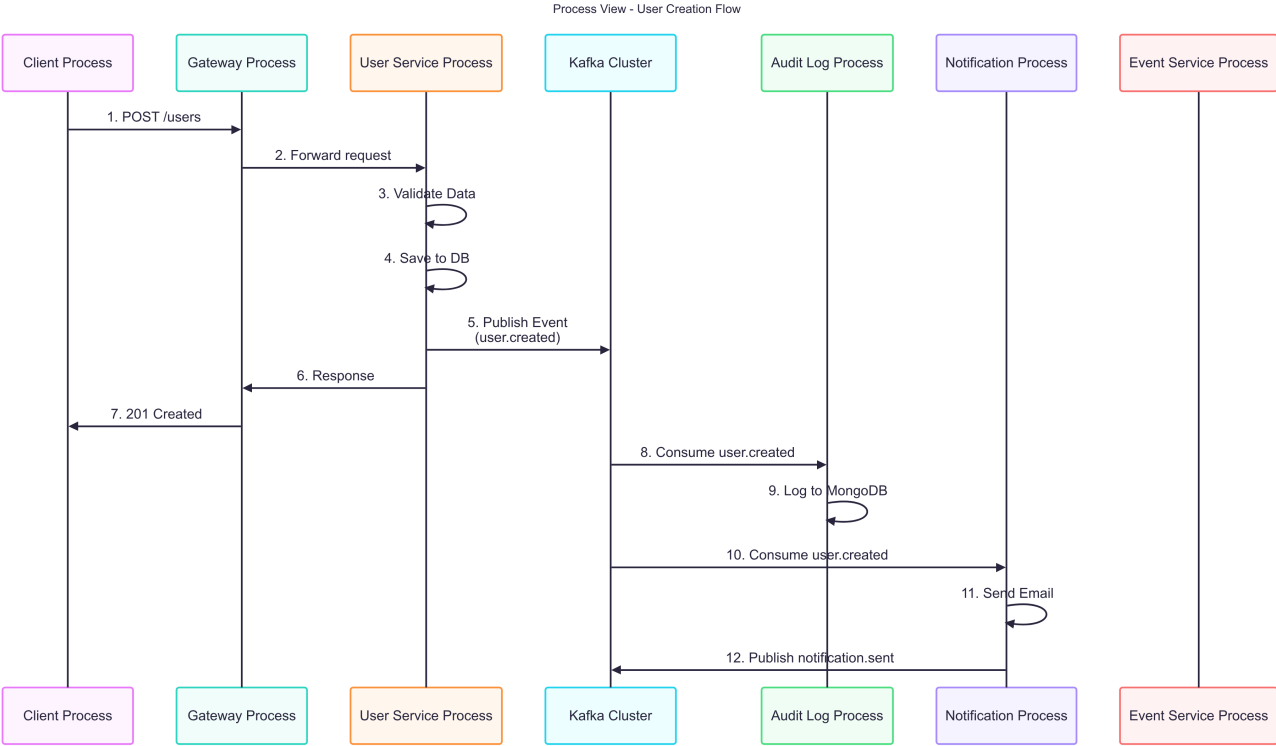 Process View - User Creation Flow
Client Process
Gateway Process
User Service Process
Kafka Cluster
Audit Log Process
Notification Process
Event Service Process
1. POST /users
2. Forward request
3. Validate Data
4. Save to DB
5. Publish Event
(user.created)
6. Response
7. 201 Created
8. Consume user.created
9. Log to MongoDB
10. Consume user.created
11. Send Email
12. Publish notification.sent
Client Process
Gateway Process
User Service Process
Kafka Cluster
Audit Log Process
Notification Process
Event Service Process